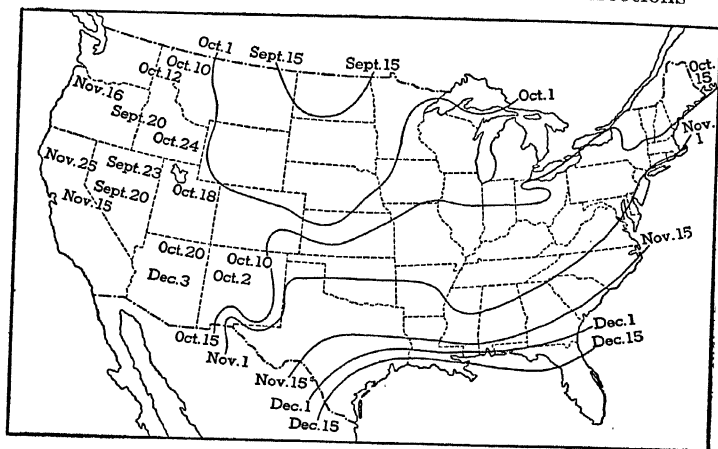 Oct.1
Sept.15
Sept.15
Oct.10
Oct.12
Oct.1
Oct.
15
Nov.16
Sept.20
Oct.24
Nov.
1
Nov.25
Sept.23
Sept.20
Oct.18
Nov.15
Nov.15
Oct.20
Oct.10
Dec.3
Oct.2
Oct.15
Nov.1
Dec.1
Dec.15
Nov.15
Dec.1
Dec.15